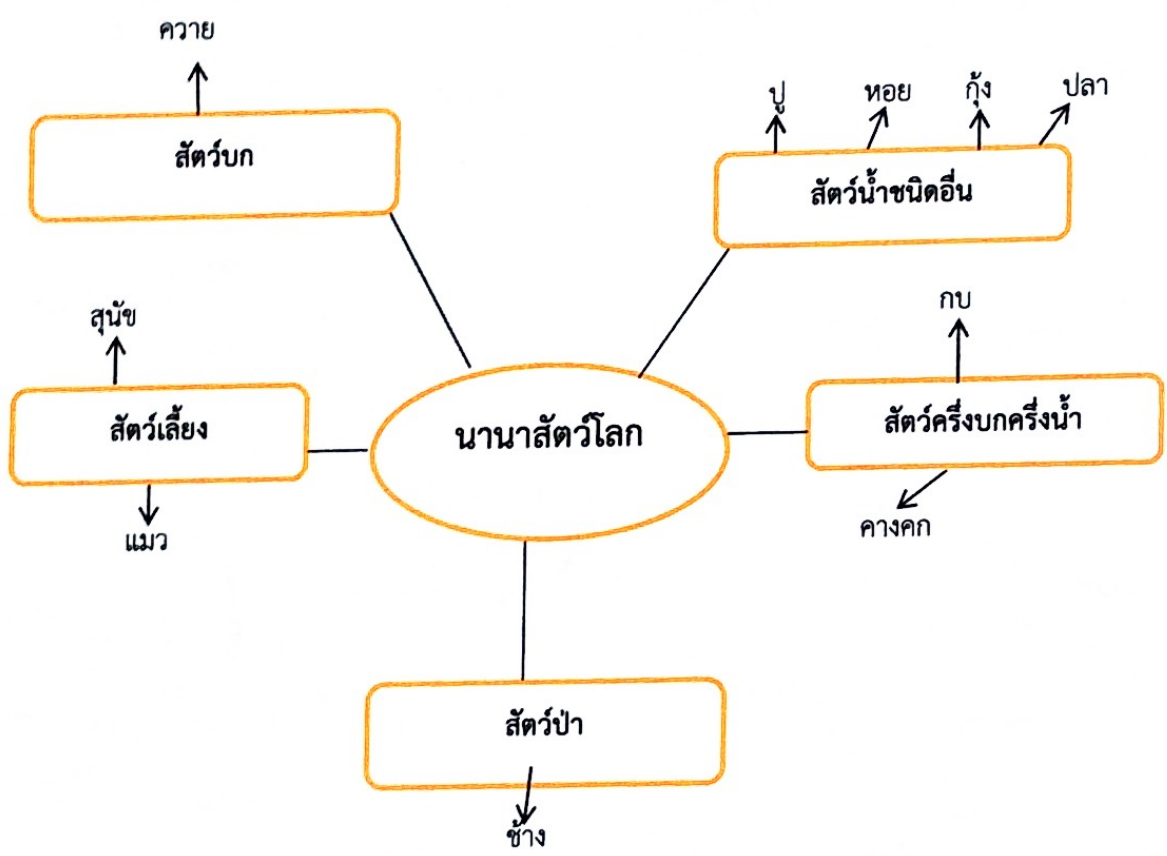 ควาย
สัตว์บก
ปู
หอย
กุ้ง
ปลา
สัตว์น้ำชนิดอื่น
สุนัข
สัตว์เลี้ยง
แมว
นานาสัตว์โลก
กบ
สัตว์ครึ่งบกครึ่งน้ำ
คางคก
สัตว์ป่า
ช้าง